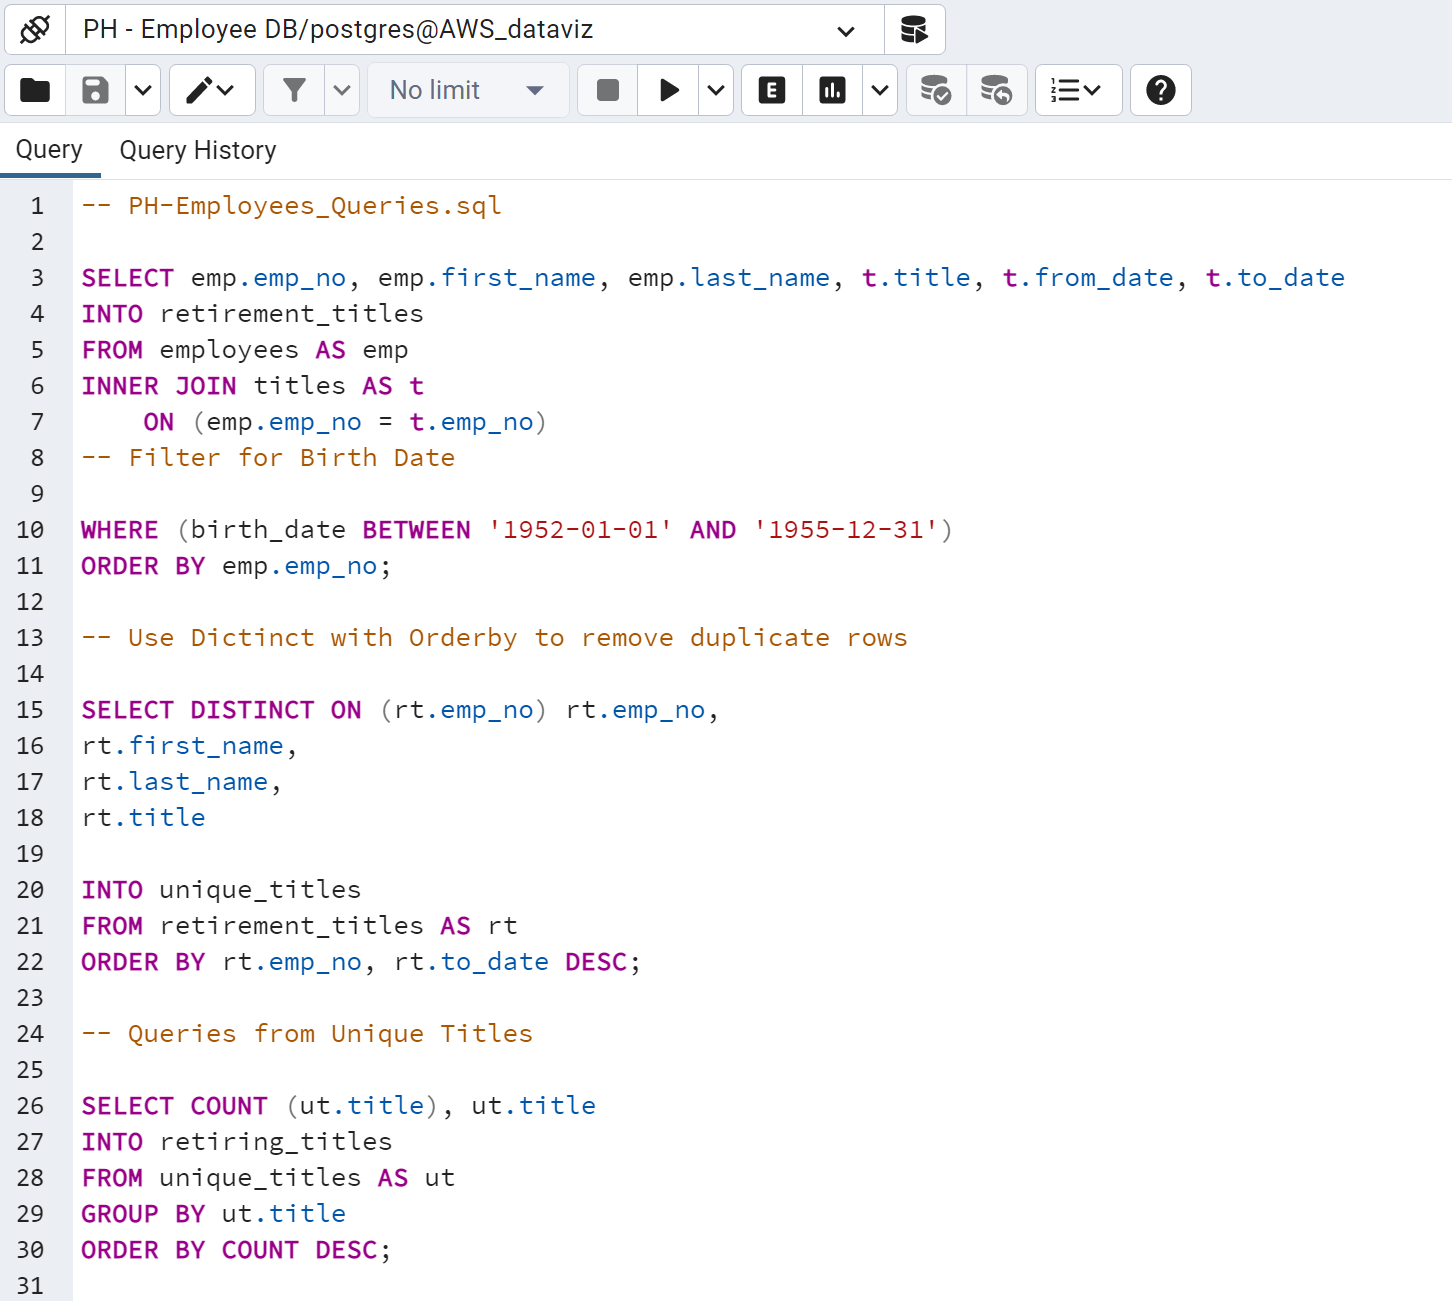 PH - Employee DB/postgres@AWS_dataviz
No limit
E
Query Query History
1 -- PH-Employees_Queries.sql
2
3 SELECT emp.emp_no, emp.first_name, emp.last_name, t.title, t.from_date, t.to_date
4 INTO retirement_titles
5 FROM employees AS emp
6 INNER JOIN titles AS t
7 ON (emp.emp_no = t.emp_no)
8 -- Filter for Birth Date
9
10 WHERE (birth_date BETWEEN '1952-01-01' AND '1955-12-31')
11 ORDER BY emp.emp_no;
12
13 -- Use Dictinct with Orderby to remove duplicate rows
14
15 SELECT DISTINCT ON (rt.emp_no) rt.emp_no,
16 rt.first_name,
17 rt.last_name,
18 rt.title
19
20 INTO unique_titles
21 FROM retirement_titles AS rt
22 ORDER BY rt.emp_no, rt.to_date DESC;
23
24 -- Queries from Unique Titles
25
26 SELECT COUNT (ut.title), ut.title
27 INTO retiring_titles
28 FROM unique_titles AS ut
29 GROUP BY ut.title
30 ORDER BY COUNT DESC;
31